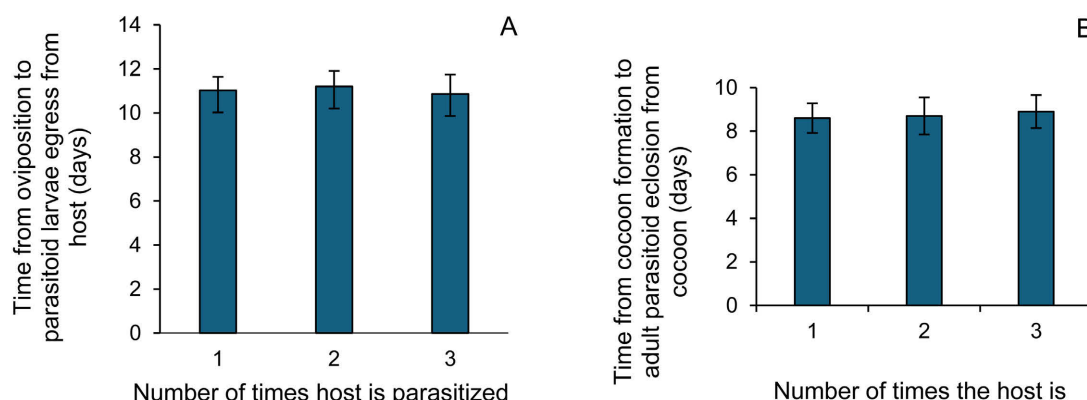 A
Time from oviposition to
parasitoid larvae egress from
host (days)
14
12
10
8
6
4
2
0
1 2 3
Number of times host is parasitized
B
Time from cocoon formation to
adult parasitoid eclosion from
cocoon (days)
10
8
6
4
2
0
1 2 3
Number of times the host is